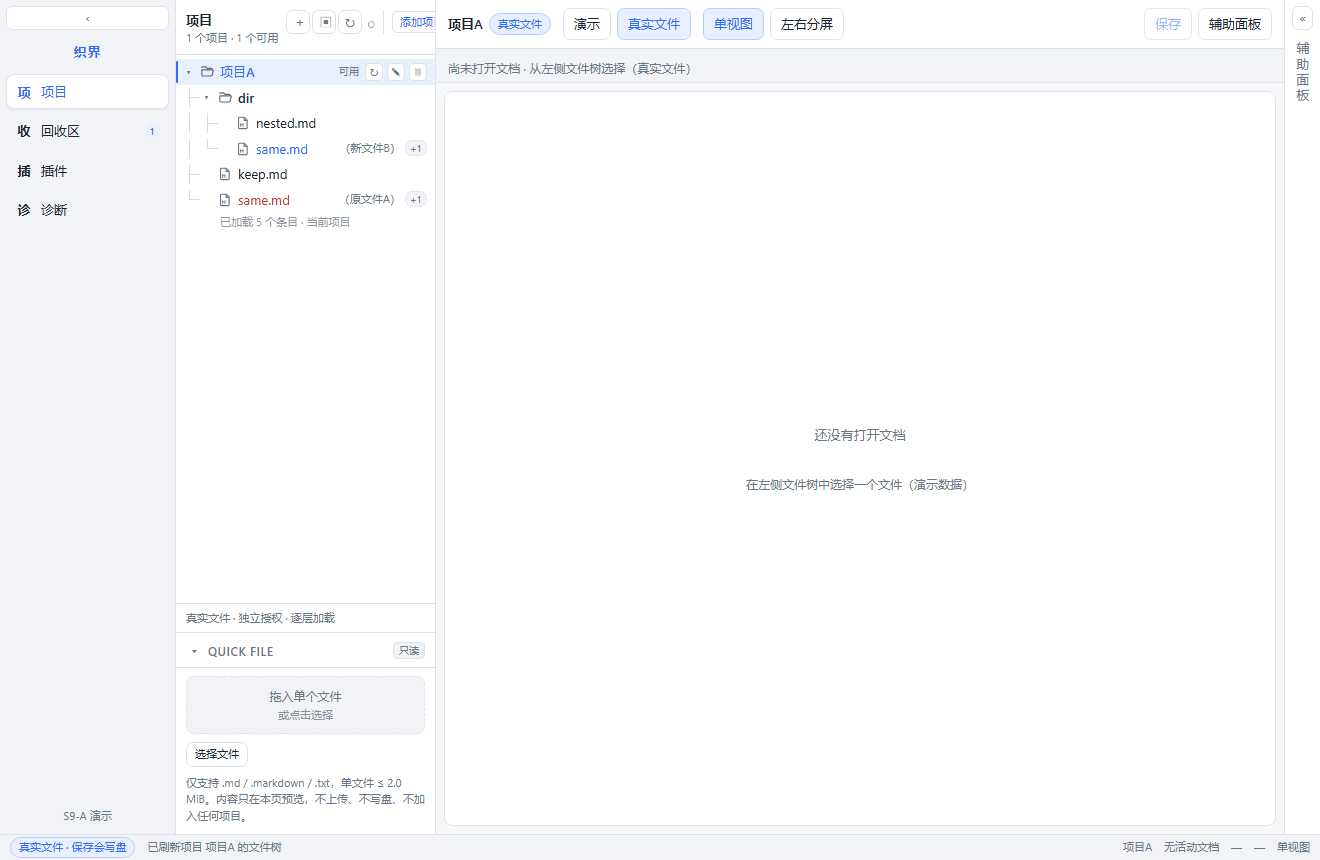 ‹
织界
项 项目
收 回收区 1
插 插件
诊 诊断
S9-A 演示
项目
1 个项目 · 1 个可用
+ ↻ ○ 添加项
项目A 可用 ↻
dir
nested.md
same.md (新文件B) +1
keep.md
same.md (原文件A) +1
已加载 5 个条目 · 当前项目
真实文件 · 独立授权 · 逐层加载
QUICK FILE 只读
拖入单个文件
或点击选择
选择文件
仅支持 .md / .markdown / .txt，单文件 ≤ 2.0
MiB。内容只在本页预览，不上传、不写盘、不加
入任何项目。
项目A 真实文件 演示 真实文件 单视图 左右分屏 保存 辅助面板
尚未打开文档 · 从左侧文件树选择（真实文件）
还没有打开文档
在左侧文件树中选择一个文件（演示数据）
«
辅助面板
真实文件 · 保存会写盘 已刷新项目 项目A 的文件树 项目A 无活动文档 — — 单视图